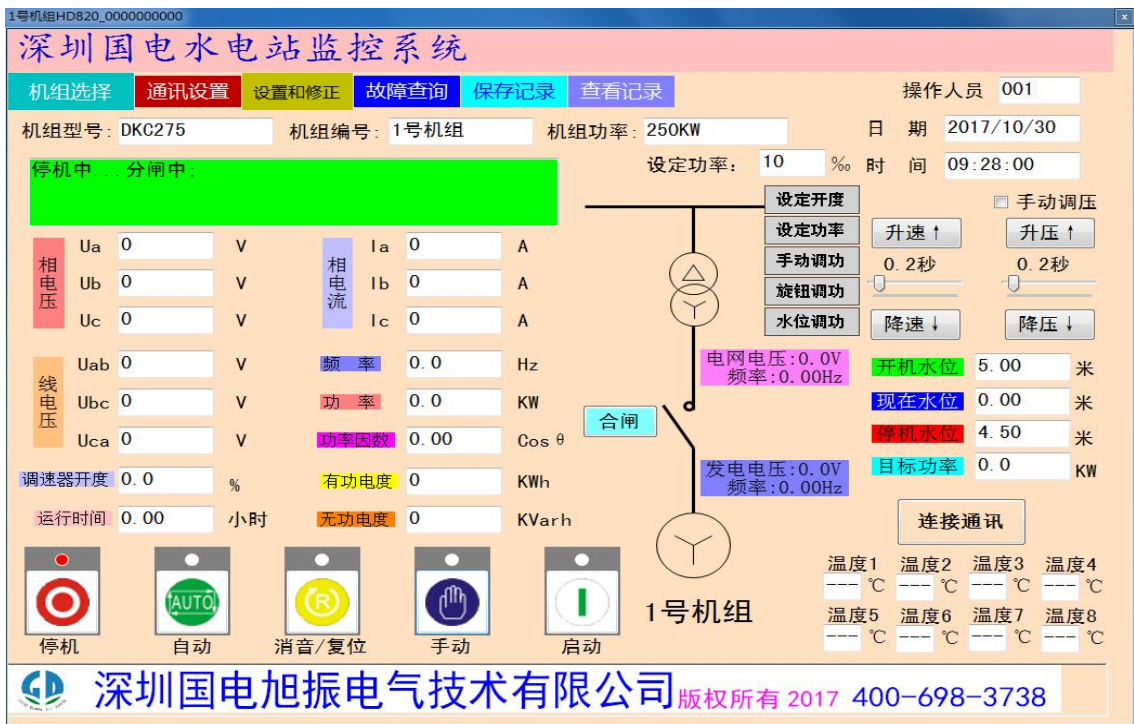 1号机组HD820_0000000000
深圳国电水电站监控系统
机组选择 通讯设置 设置和修正 故障查询 保存记录 查看记录 操作人员 001
机组型号: DKC275 机组编号: 1号机组 机组功率: 250KW 日 期 2017/10/30
设定功率: 10 ‰ 时 间 09:28:00
停机中...分闸中;
设定开度 手动调压
设定功率 升速↑ 升压↑
手动调功 0.2秒 0.2秒
旋钮调功
水位调功 降速↓ 降压↓
相电压 Ua 0 V 相电流 Ia 0 A
Ub 0 V Ib 0 A
Uc 0 V Ic 0 A
线电压 Uab 0 V 频 率 0.0 Hz
Ubc 0 V 功 率 0.0 KW
Uca 0 V 功率因数 0.00 Cosθ
调速器开度 0.0 % 有功电度 0 KWh
运行时间 0.00 小时 无功电度 0 KVarh
电网电压:0.0V
频率:0.00Hz
合闸
发电电压:0.0V
频率:0.00Hz
开机水位 5.00 米
现在水位 0.00 米
停机水位 4.50 米
目标功率 0.0 KW
连接通讯
AUTO R
停机 自动 消音/复位 手动 启动
1号机组
温度1 温度2 温度3 温度4
--- ℃ --- ℃ --- ℃ --- ℃
温度5 温度6 温度7 温度8
--- ℃ --- ℃ --- ℃ --- ℃
深圳国电旭振电气技术有限公司 版权所有 2017 400-698-3738